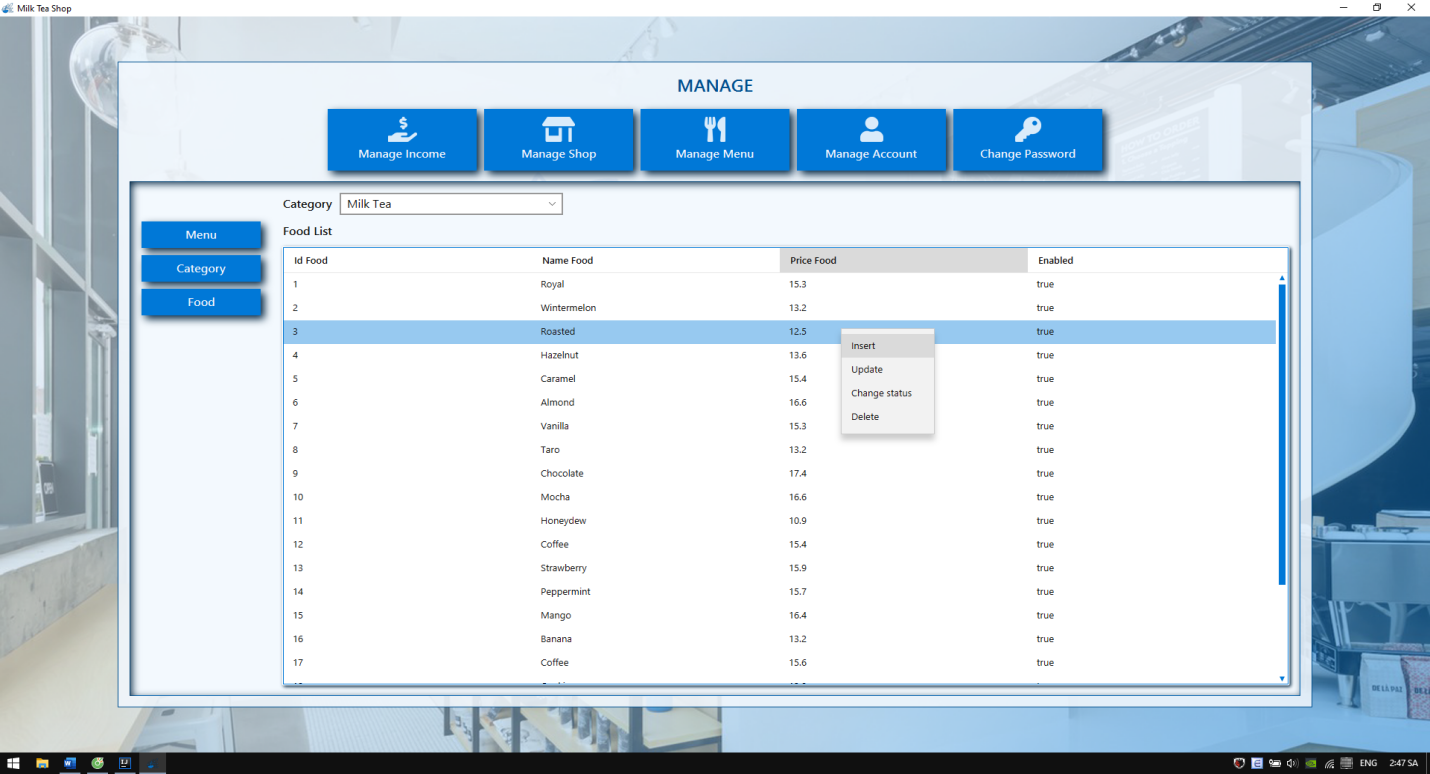 Milk Tea Shop
MANAGE
Manage Income
Manage Shop
Manage Menu
Manage Account
Change Password
Category Milk Tea
Menu
Category
Food
Food List
Id Food Name Food Price Food Enabled
1 Royal 15.3 true
2 Wintermelon 13.2 true
3 Roasted 12.5 true
4 Hazelnut 13.6 true
5 Caramel 15.4 true
6 Almond 16.6 true
7 Vanilla 15.3 true
8 Taro 13.2 true
9 Chocolate 17.4 true
10 Mocha 16.6 true
11 Honeydew 10.9 true
12 Coffee 15.4 true
13 Strawberry 15.9 true
14 Peppermint 15.7 true
15 Mango 16.4 true
16 Banana 13.2 true
17 Coffee 15.6 true
Insert
Update
Change status
Delete
DE LA PAZ
ENG 2:47 SA